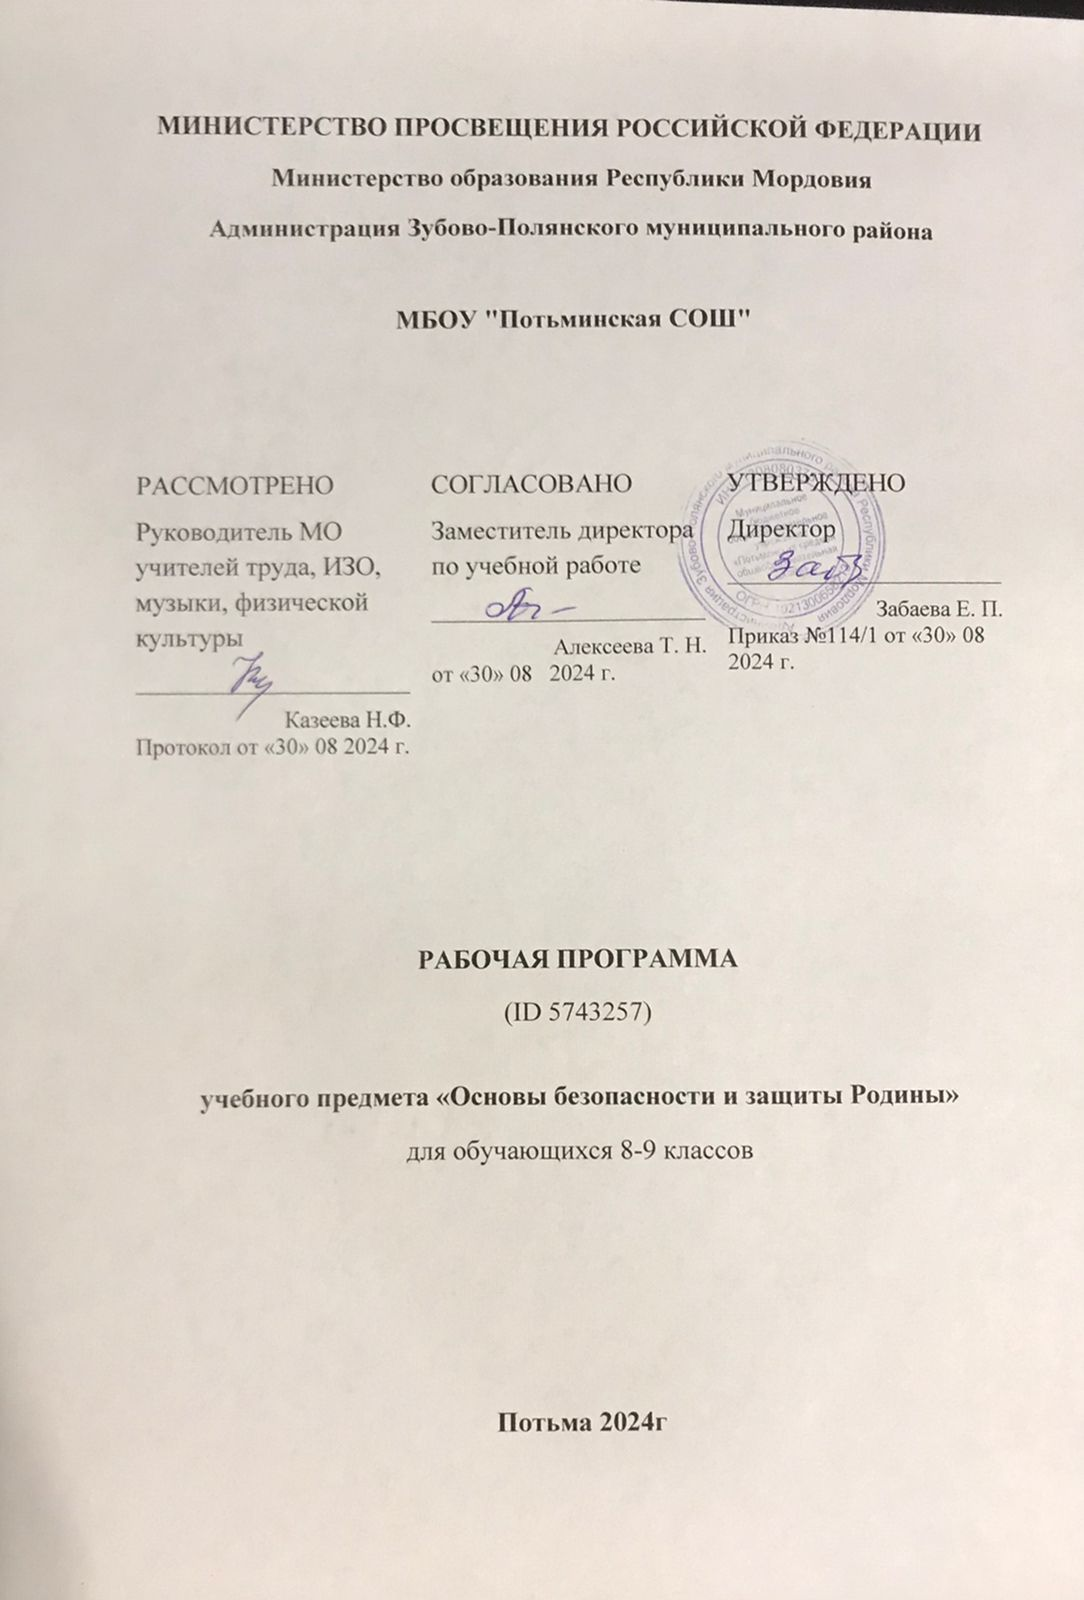 МИНИСТЕРСТВО ПРОСВЕЩЕНИЯ РОССИЙСКОЙ ФЕДЕРАЦИИ
Министерство образования Республики Мордовия
Администрация Зубово-Полянского муниципального района
МБОУ "Потьминская СОШ"
РАССМОТРЕНО
Руководитель МО
учителей труда, ИЗО,
музыки, физической
культуры
Казеева Н.Ф.
Протокол от «30» 08 2024 г.
СОГЛАСОВАНО
Заместитель директора
по учебной работе
Алексеева Т. Н.
от «30» 08 2024 г.
УТВЕРЖДЕНО
Директор
Забаева Е. П.
Приказ №114/1 от «30» 08
2024 г.
Муниципальное
бюджетное
РАБОЧАЯ ПРОГРАММА
(ID 5743257)
учебного предмета «Основы безопасности и защиты Родины»
для обучающихся 8-9 классов
Потьма 2024г